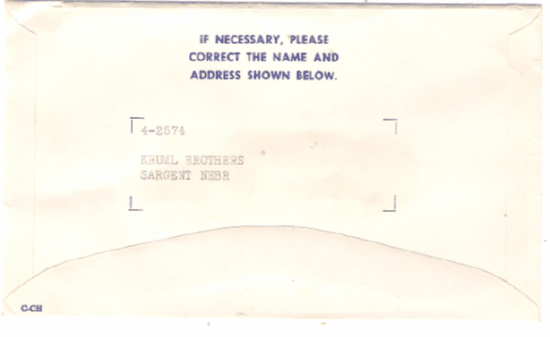 IF NECESSARY, PLEASE
CORRECT THE NAME AND
ADDRESS SHOWN BELOW.
4-2574
KRUML BROTHERS
SARGENT NEBR
C-CH